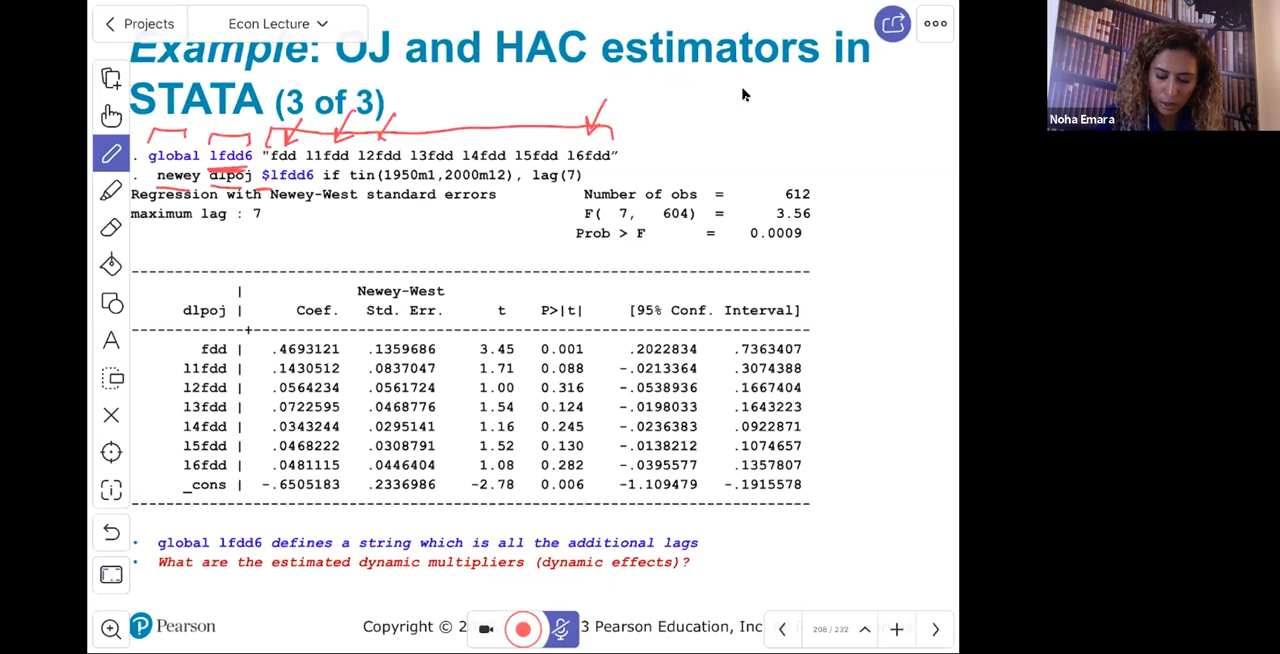 Projects
Econ Lecture
Example: OJ and HAC estimators in
STATA (3 of 3)
. global lfdd6 "fdd l1fdd l2fdd l3fdd l4fdd l5fdd l6fdd"
. newey dlpoj $lfdd6 if tin(1950m1,2000m12), lag(7)
Regression with Newey-West standard errors Number of obs = 612
maximum lag : 7 F( 7, 604) = 3.56
Prob > F = 0.0009
| Newey-West
dlpoj | Coef. Std. Err. t P>|t| [95% Conf. Interval]
fdd | .4693121 .1359686 3.45 0.001 .2022834 .7363407
l1fdd | .1430512 .0837047 1.71 0.088 -.0213364 .3074388
l2fdd | .0564234 .0561724 1.00 0.316 -.0538936 .1667404
l3fdd | .0722595 .0468776 1.54 0.124 -.0198033 .1643223
l4fdd | .0343244 .0295141 1.16 0.245 -.0236383 .0922871
l5fdd | .0468222 .0308791 1.52 0.130 -.0138212 .1074657
l6fdd | .0481115 .0446404 1.08 0.282 -.0395577 .1357807
_cons | -.6505183 .2336986 -2.78 0.006 -1.109479 -.1915578
• global lfdd6 defines a string which is all the additional lags
• What are the estimated dynamic multipliers (dynamic effects)?
Pearson
Copyright © 2
3 Pearson Education, Inc
208 / 232
Noha Emara